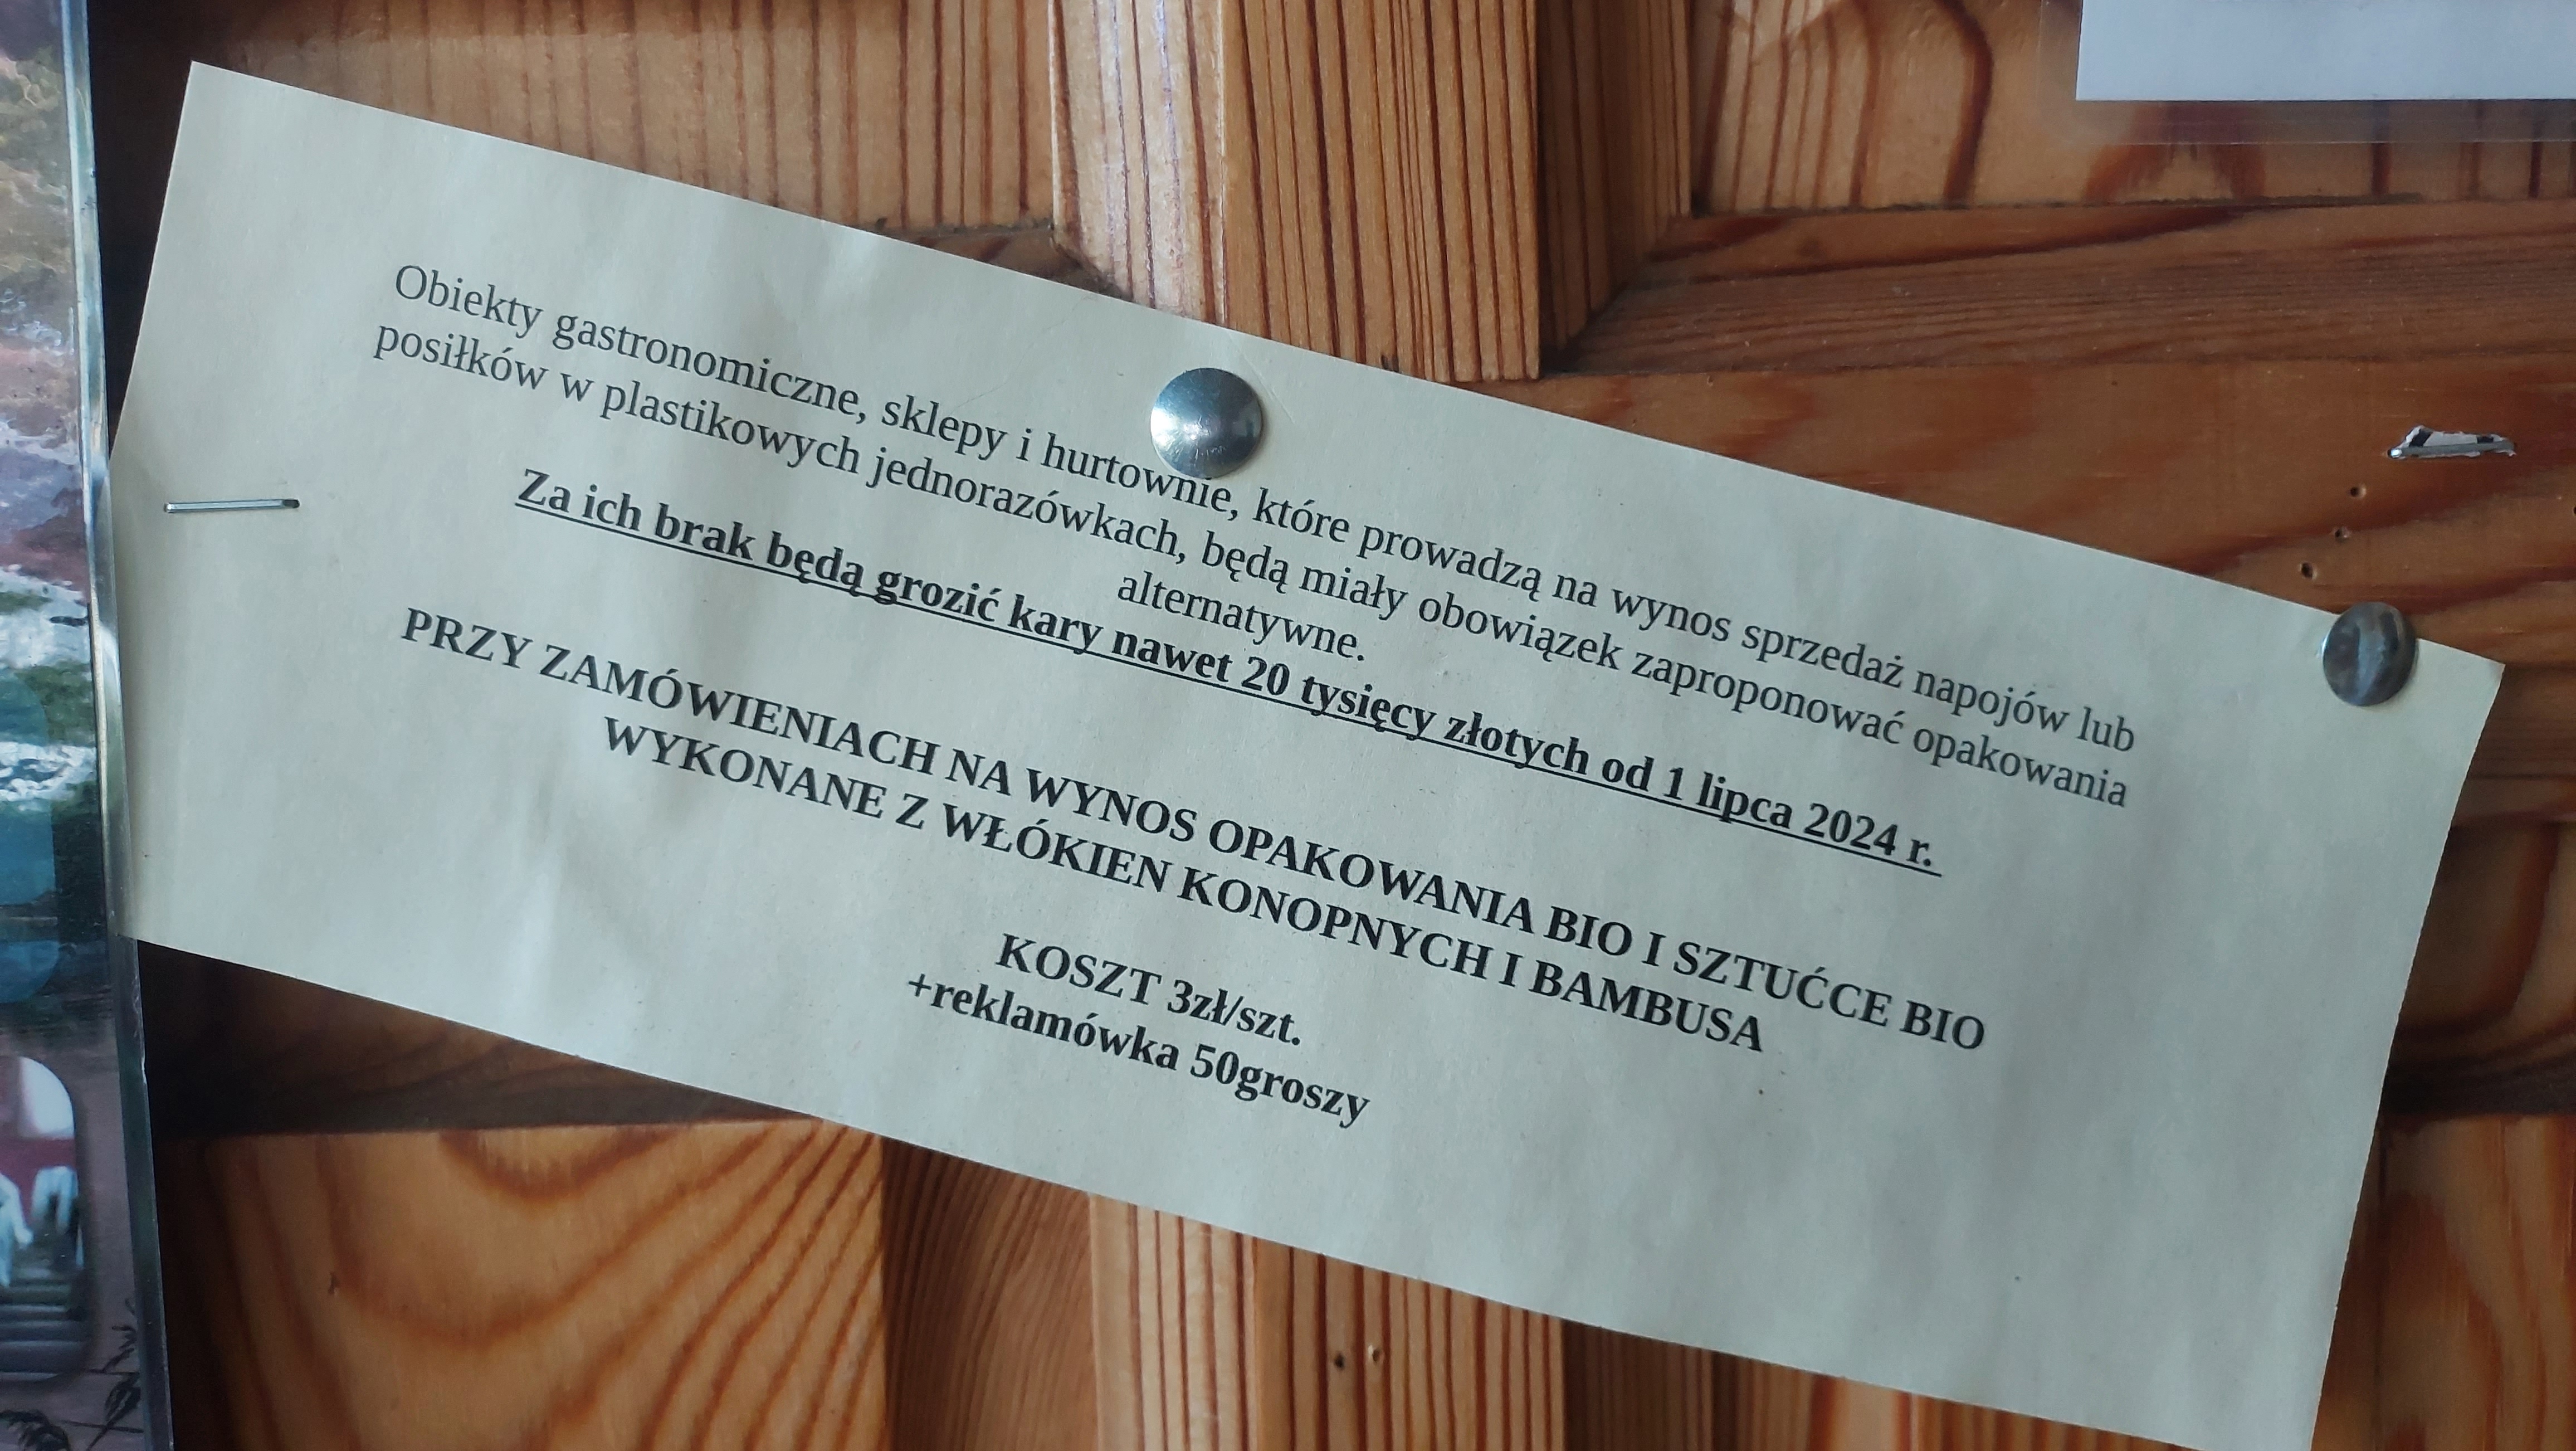 Obiekty gastronomiczne, sklepy i hurtownie, które prowadzą na wynos sprzedaż napojów lub
posiłków w plastikowych jednorazówkach, będą miały obowiązek zaproponować opakowania
alternatywne.
Za ich brak będą grozić kary nawet 20 tysięcy złotych od 1 lipca 2024 r.
PRZY ZAMÓWIENIACH NA WYNOS OPAKOWANIA BIO I SZTUĆCE BIO
WYKONANE Z WŁÓKIEN KONOPNYCH I BAMBUSA
KOSZT 3zł/szt.
+reklamówka 50groszy